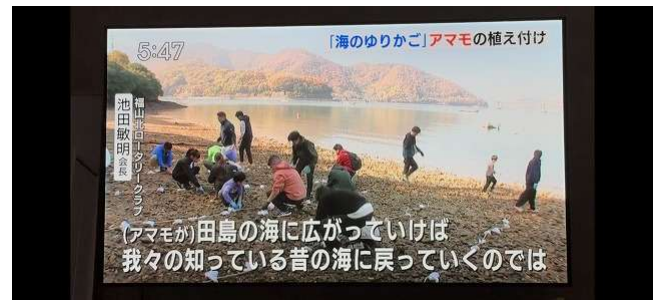 5:47
「海のゆりかご」アマモの植え付け
福山北ロータリークラブ
池田敏明会長
(アマモが)田島の海に広がっていけば
我々の知っている昔の海に戻っていくのでは